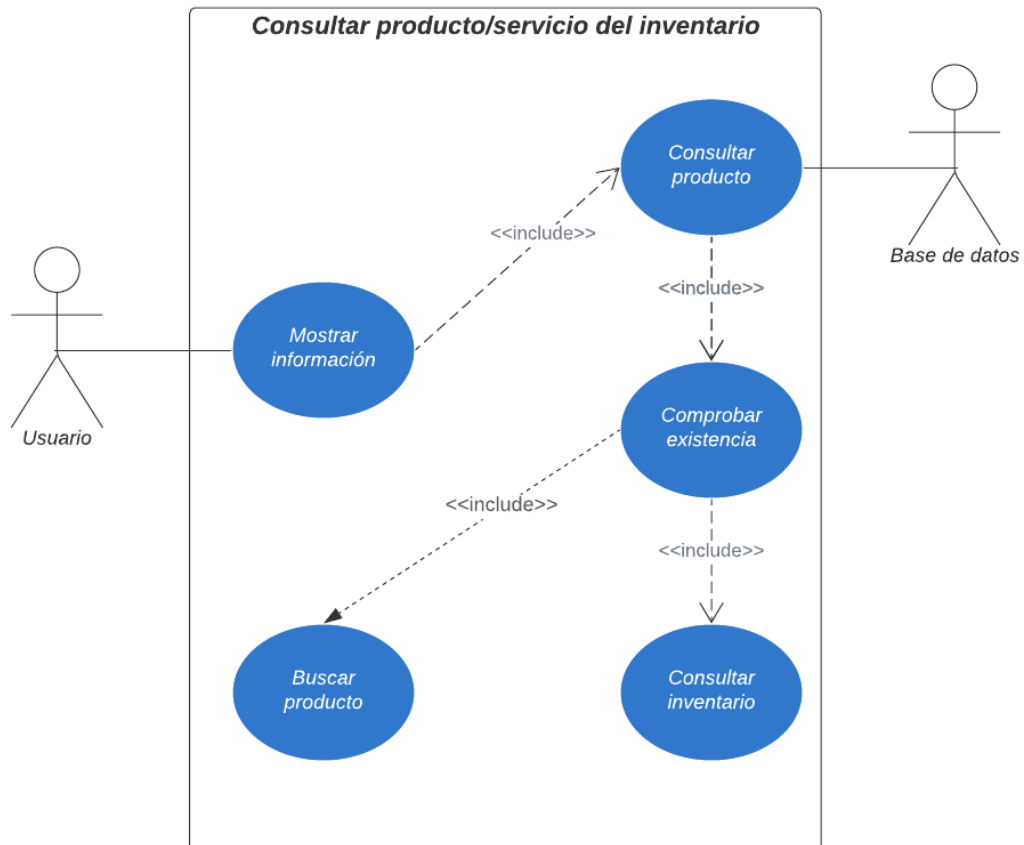 Consultar producto/servicio del inventario
Consultar
producto
Base de datos
<<include>>
<<include>>
Mostrar
información
Usuario
Comprobar
existencia
<<include>>
<<include>>
Buscar
producto
Consultar
inventario